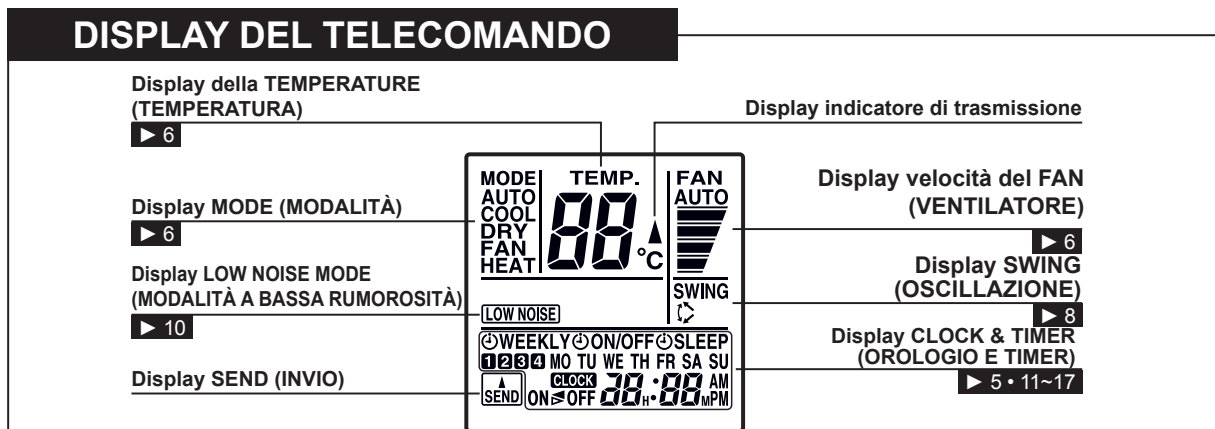 DISPLAY DEL TELECOMANDO
Display della TEMPERATURE
(TEMPERATURA)
► 6
Display MODE (MODALITÀ)
► 6
Display LOW NOISE MODE
(MODALITÀ A BASSA RUMOROSITÀ)
► 10
Display SEND (INVIO)
MODE
AUTO
COOL
DRY
FAN
HEAT
TEMP.
88
°C
FAN
AUTO
LOW NOISE
SWING
WEEKLY ON/OFF SLEEP
1 2 3 4 MO TU WE TH FR SA SU
SEND
CLOCK
ON OFF 28H:88M AM
PM
Display indicatore di trasmissione
Display velocità del FAN
(VENTILATORE)
► 6
Display SWING
(OSCILLAZIONE)
► 8
Display CLOCK & TIMER
(OROLOGIO E TIMER)
► 5 • 11~17